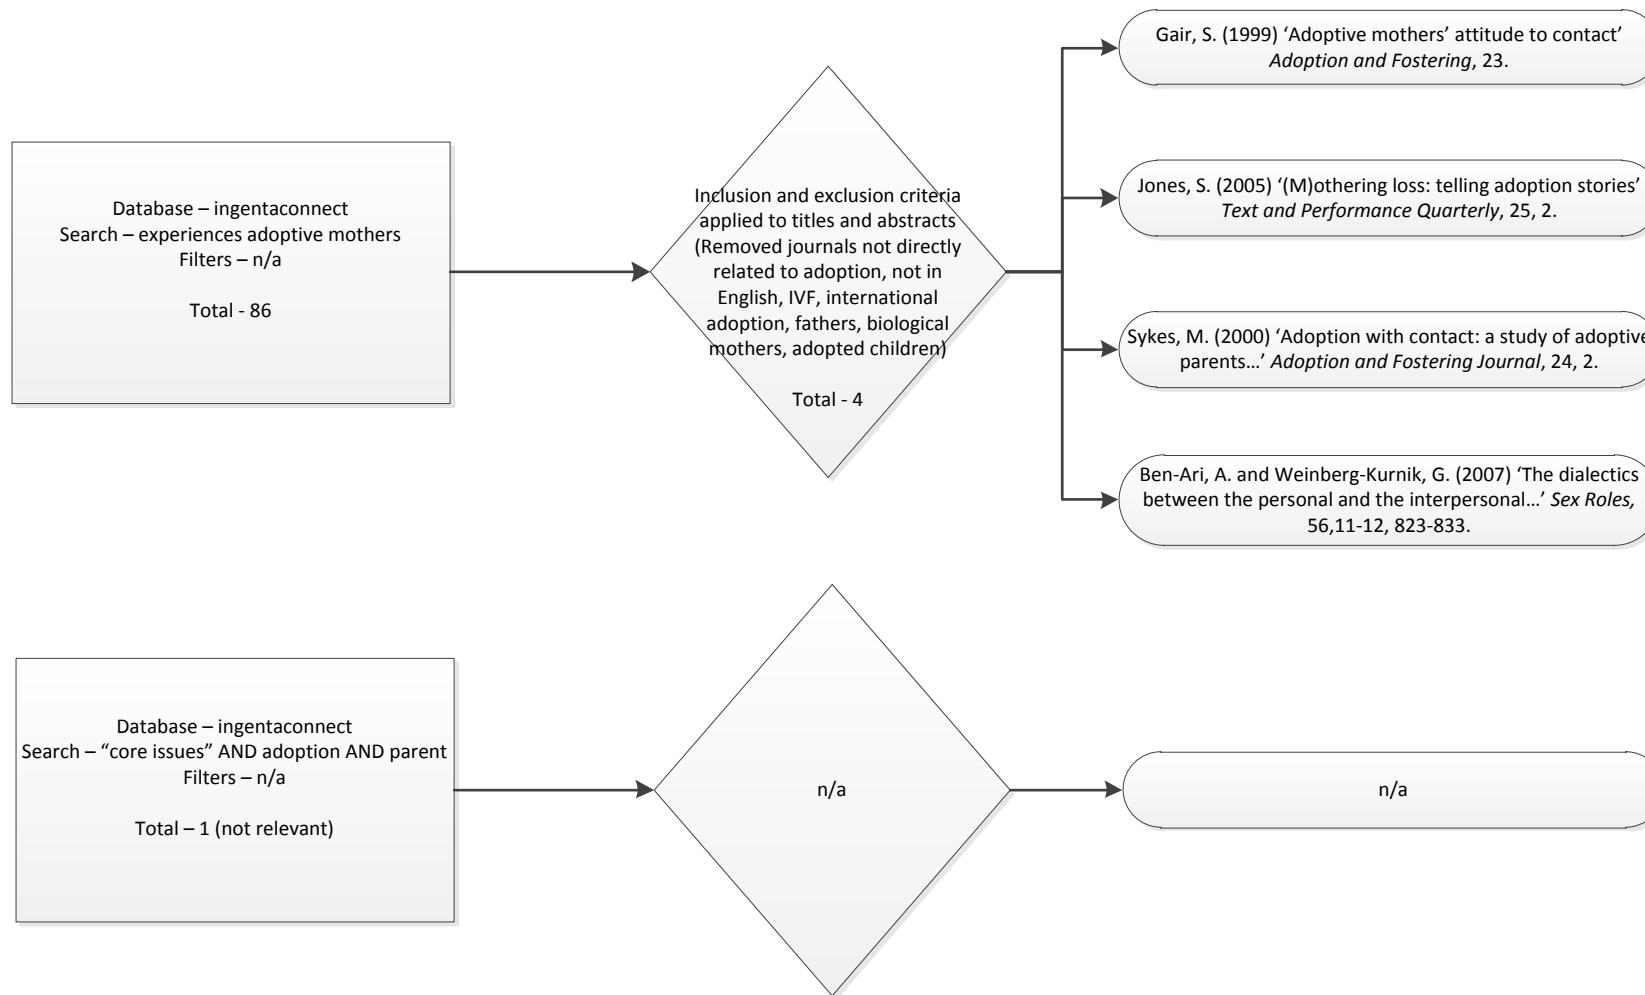 Database – ingentaconnect
Search – experiences adoptive mothers
Filters – n/a
Total - 86
Inclusion and exclusion criteria
applied to titles and abstracts
(Removed journals not directly
related to adoption, not in
English, IVF, international
adoption, fathers, biological
mothers, adopted children)
Total - 4
Gair, S. (1999) ‘Adoptive mothers’ attitude to contact’
Adoption and Fostering, 23.
Jones, S. (2005) ‘(M)othering loss: telling adoption stories’
Text and Performance Quarterly, 25, 2.
Sykes, M. (2000) ‘Adoption with contact: a study of adoptive
parents…’ Adoption and Fostering Journal, 24, 2.
Ben-Ari, A. and Weinberg-Kurnik, G. (2007) ‘The dialectics
between the personal and the interpersonal…’ Sex Roles,
56,11-12, 823-833.
Database – ingentaconnect
Search – “core issues” AND adoption AND parent
Filters – n/a
Total – 1 (not relevant)
n/a
n/a